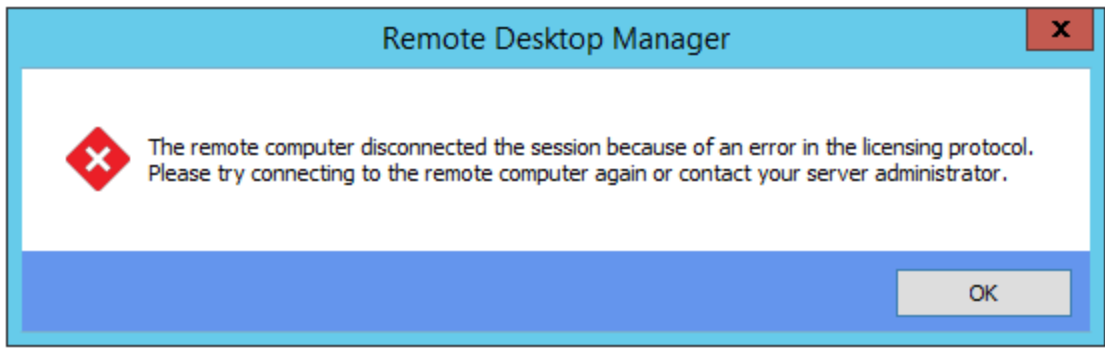 Remote Desktop Manager
x
The remote computer disconnected the session because of an error in the licensing protocol.
Please try connecting to the remote computer again or contact your server administrator.
OK